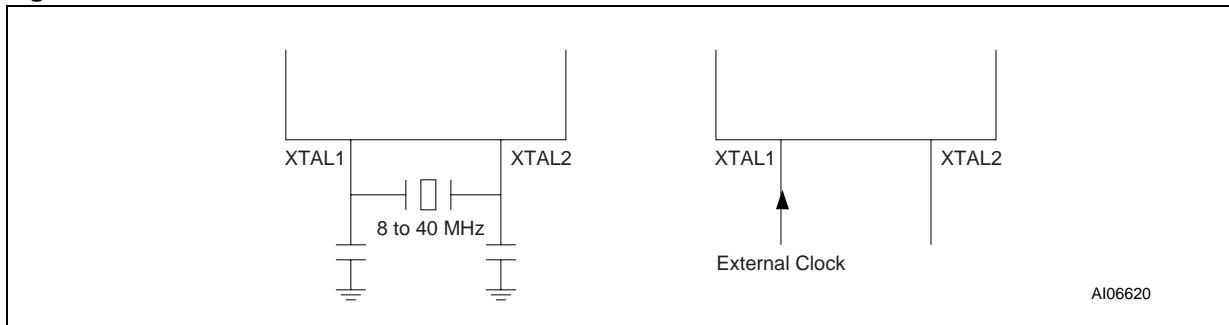 XTAL1 XTAL2 XTAL1 XTAL2
8 to 40 MHz
External Clock
AI06620